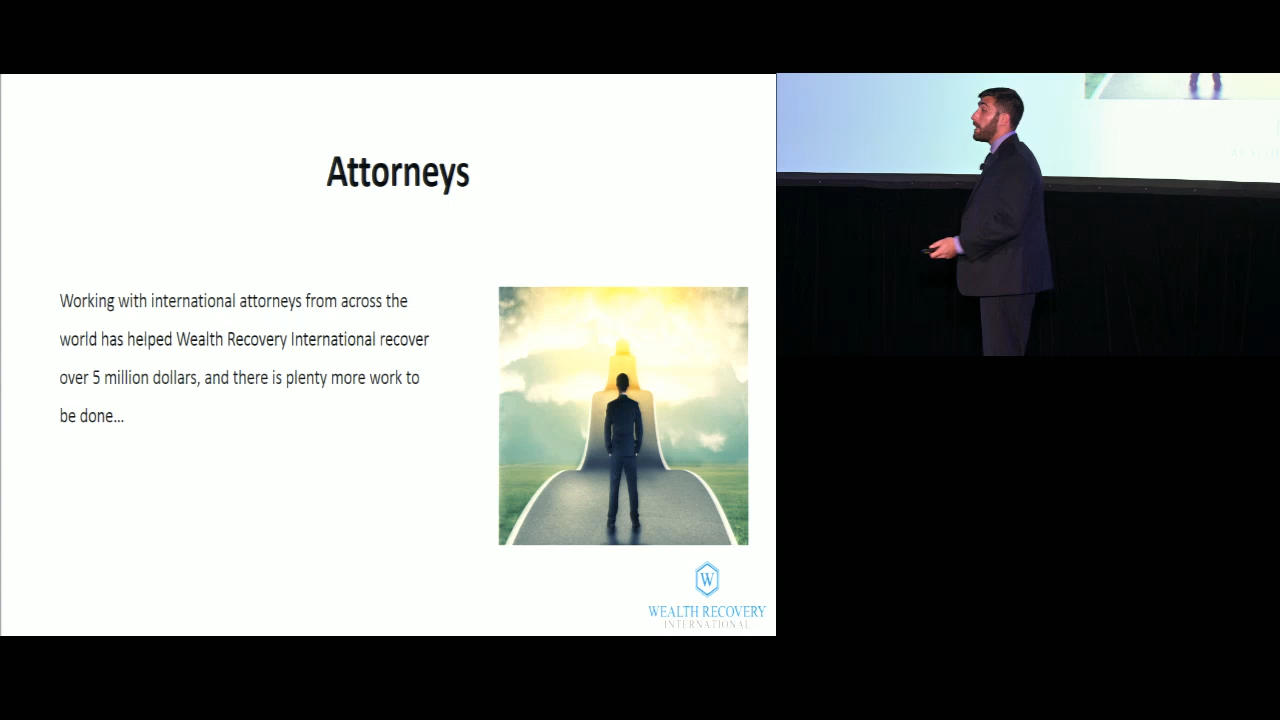 Attorneys
Working with international attorneys from across the
world has helped Wealth Recovery International recover
over 5 million dollars, and there is plenty more work to
be done...
W
WEALTH RECOVERY
INTERNATIONAL